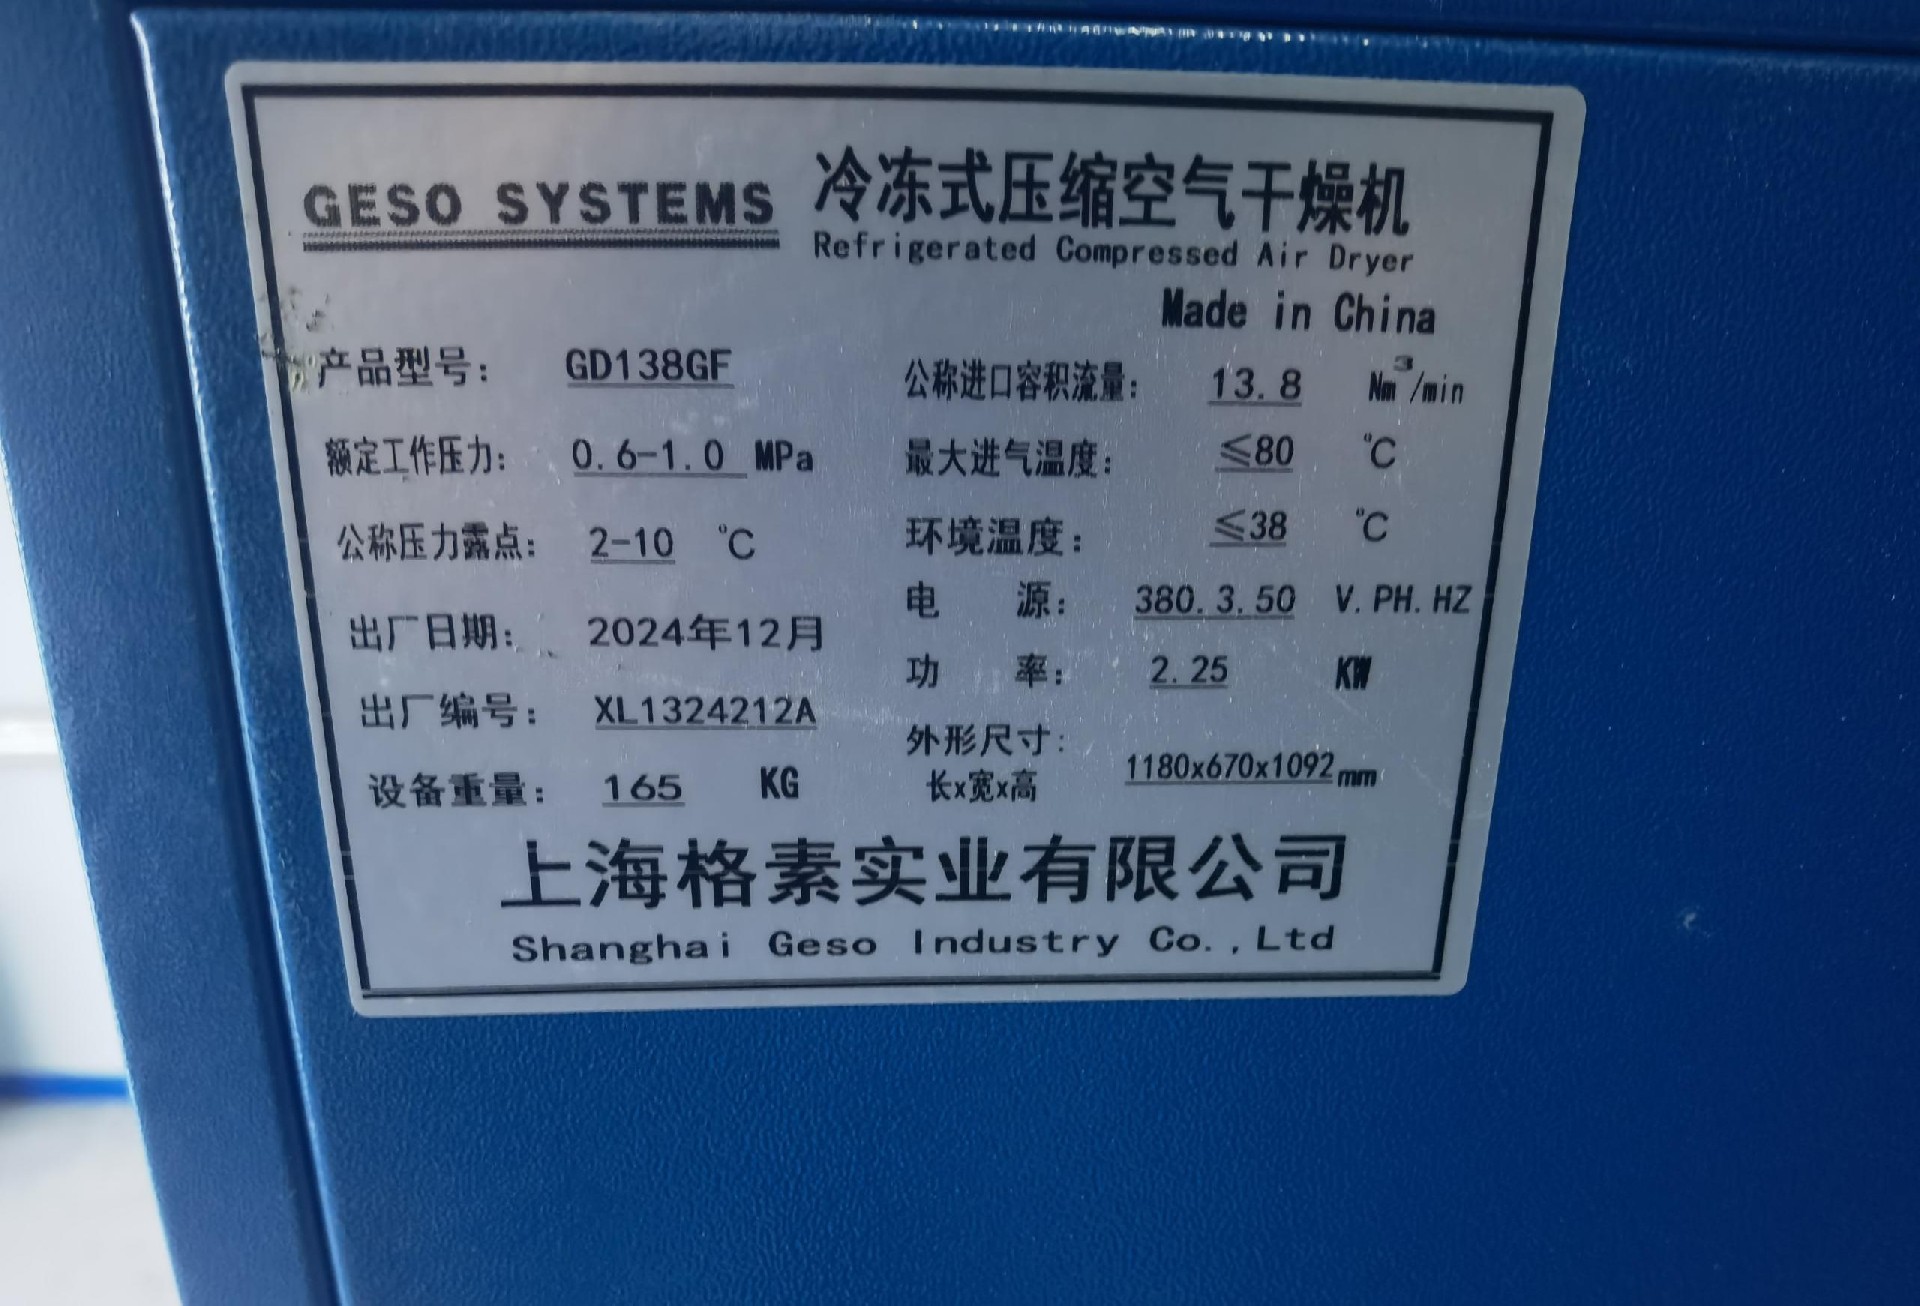 GESO SYSTEMS 冷冻式压缩空气干燥机
Refrigerated Compressed Air Dryer
Made in China
产品型号: GD138GF 公称进口容积流量: 13.8 Nm³/min
额定工作压力: 0.6-1.0 MPa 最大进气温度: ≤80 ℃
公称压力露点: 2-10 ℃ 环境温度: ≤38 ℃
电 源: 380.3.50 V.PH.HZ
出厂日期: 2024年12月 功 率: 2.25 KW
出厂编号: XL1324212A 外形尺寸:
设备重量: 165 KG 长x宽x高 1180x670x1092mm
上海格素实业有限公司
Shanghai Geso Industry Co.,Ltd